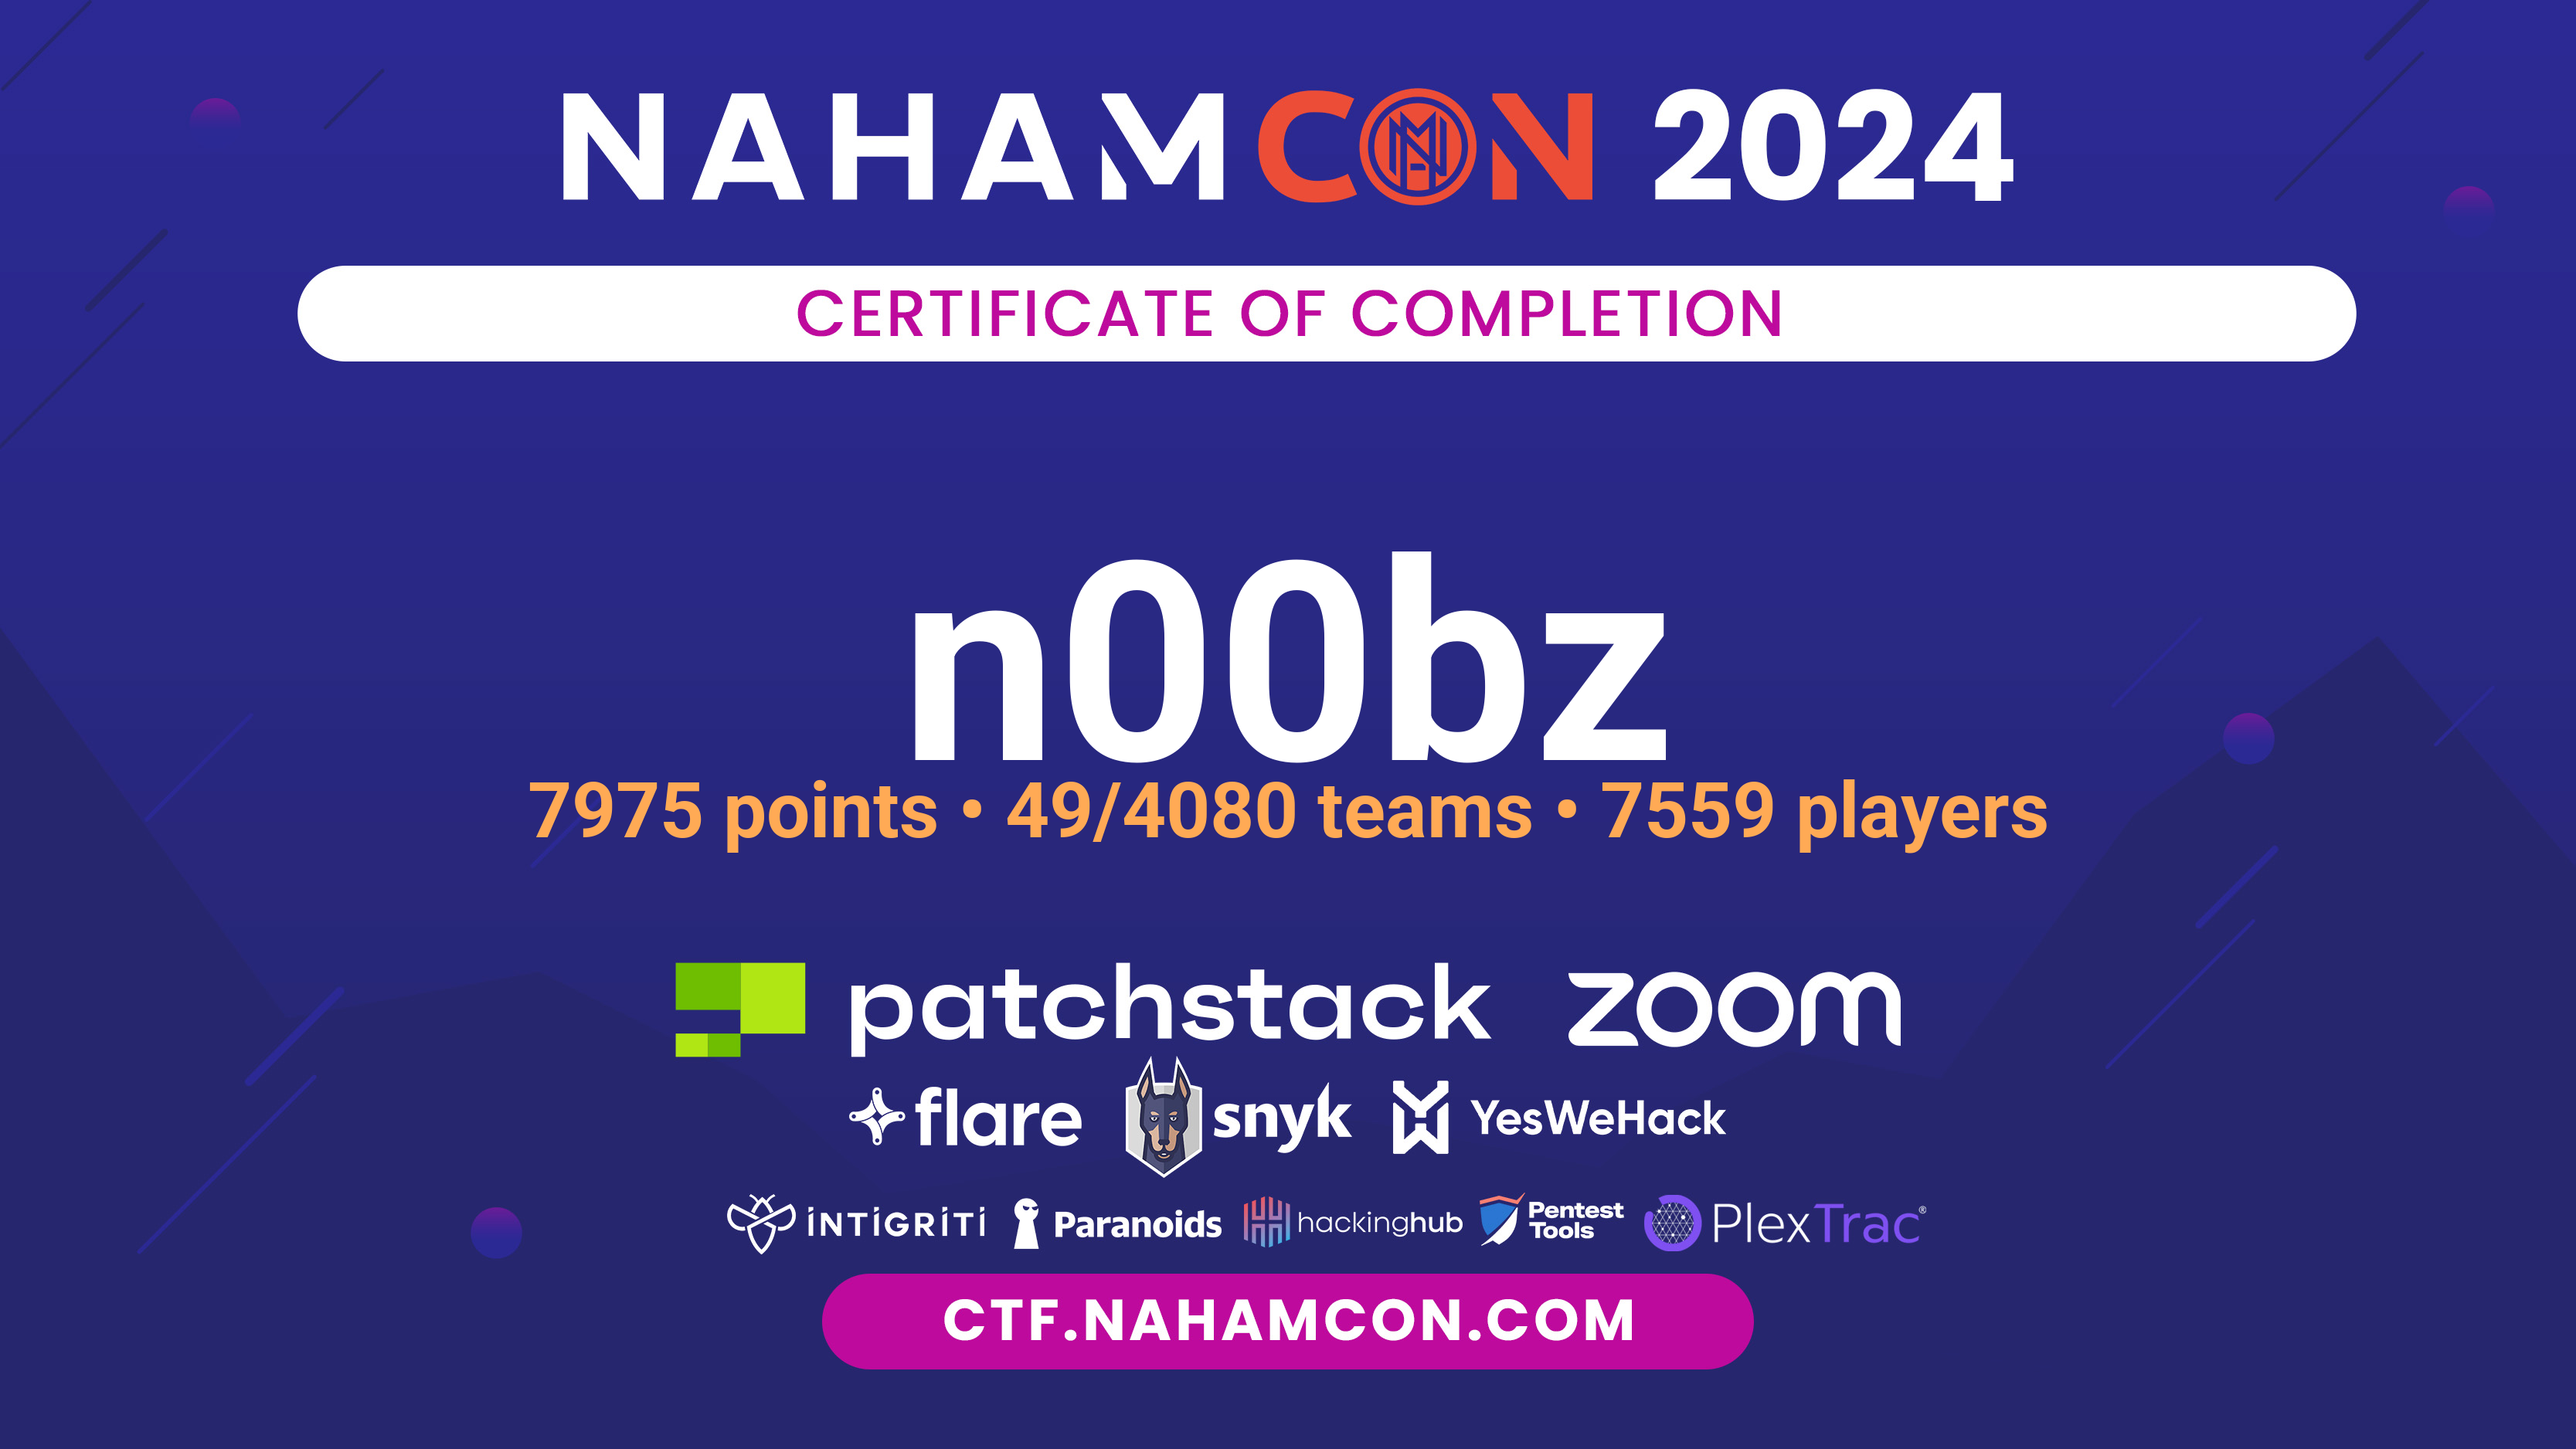 NAHAMCON 2024
CERTIFICATE OF COMPLETION
n00bz
7975 points • 49/4080 teams • 7559 players
patchstack zoom
flare snyk YesWeHack
INTIGRITI Paranoids hackinghub Pentest Tools PlexTrac®
CTF.NAHAMCON.COM